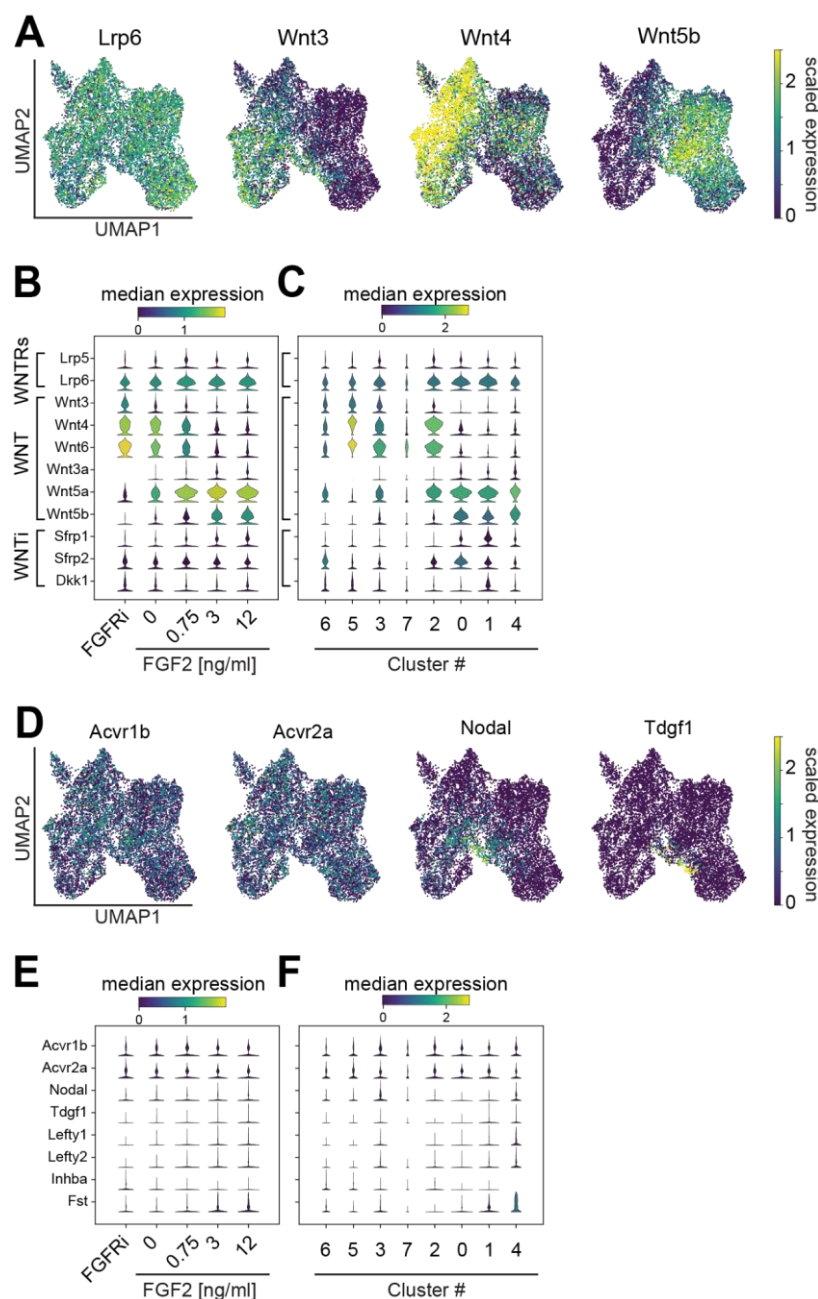 A
Lrp6 Wnt3 Wnt4 Wnt5b
UMAP2
UMAP1
scaled expression
2
1
0
B
median expression
0 1
C
median expression
0 2
WNTRs
Lrp5
Lrp6
WNT
Wnt3
Wnt4
Wnt6
Wnt3a
Wnt5a
Wnt5b
WNTi
Sfrp1
Sfrp2
Dkk1
FGFRi 0 0.75 3 12
FGF2 [ng/ml]
6 5 3 7 2 0 1 4
Cluster #
D
Acvr1b Acvr2a Nodal Tdgf1
UMAP2
UMAP1
scaled expression
2
1
0
E
median expression
0 1
F
median expression
0 2
Acvr1b
Acvr2a
Nodal
Tdgf1
Lefty1
Lefty2
Inhba
Fst
FGFRi 0 0.75 3 12
FGF2 [ng/ml]
6 5 3 7 2 0 1 4
Cluster #